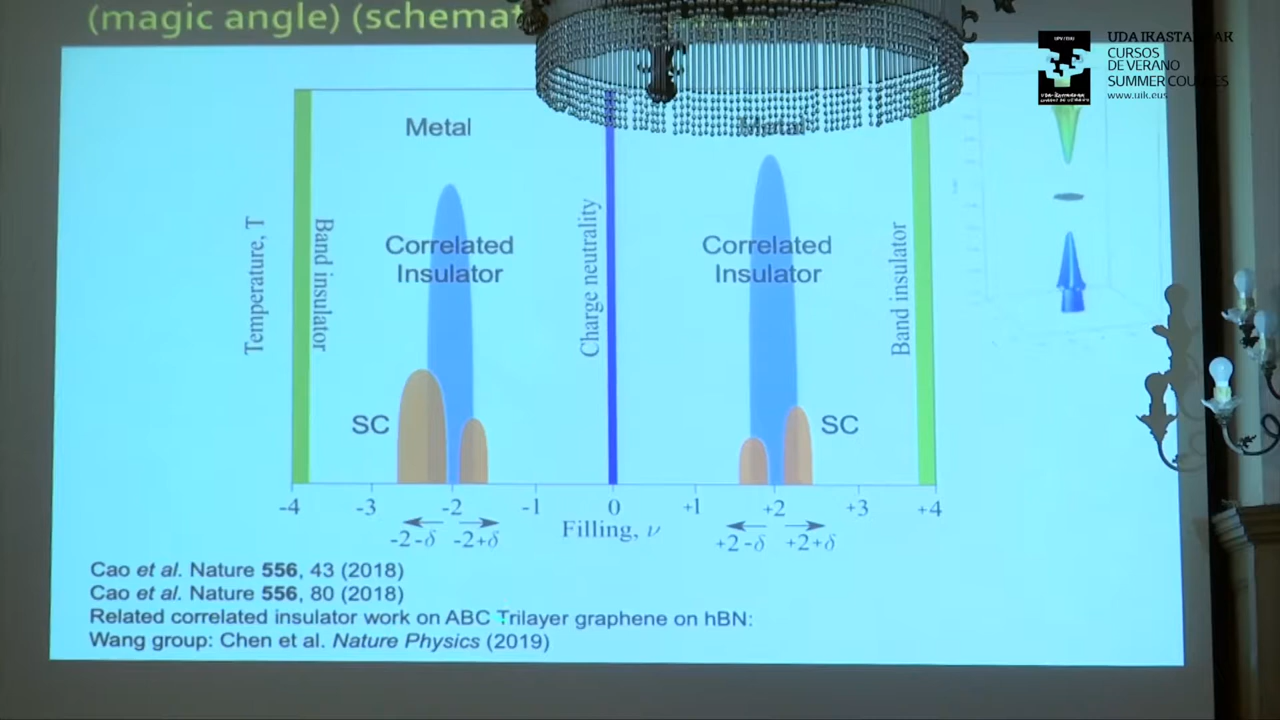 (magic angle) (schemat
UDA IKASTAROAK
CURSOS
DE VERANO
SUMMER COURSES
www.uik.eus
Metal
Metal
Temperature, T
Band insulator
Correlated
Insulator
Charge neutrality
Correlated
Insulator
Band insulator
SC
SC
-4 -3 -2 -1 0 +1 +2 +3 +4
-2-δ -2+δ Filling, ν +2-δ +2+δ
Cao et al. Nature 556, 43 (2018)
Cao et al. Nature 556, 80 (2018)
Related correlated insulator work on ABC Trilayer graphene on hBN:
Wang group: Chen et al. Nature Physics (2019)